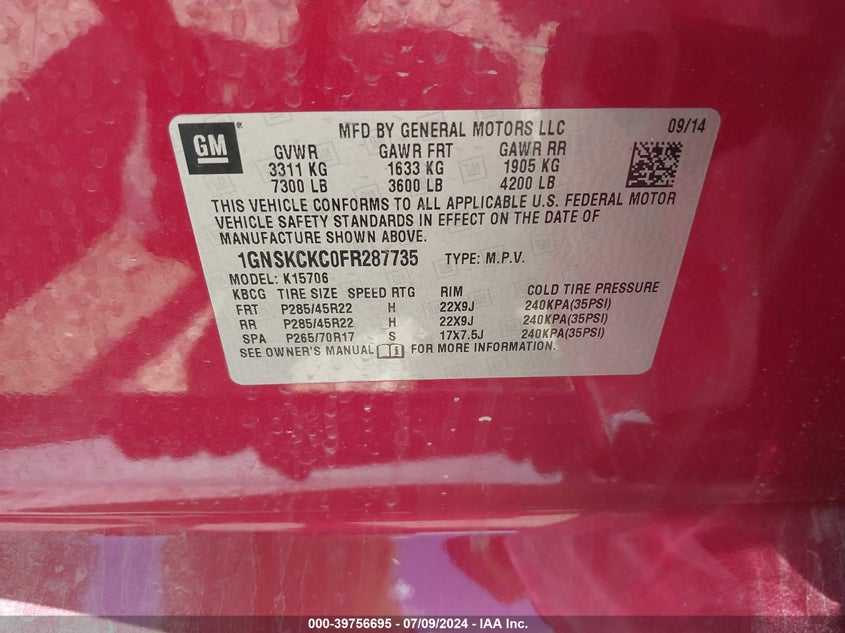 GM
MFD BY GENERAL MOTORS LLC 09/14
GVWR GAWR FRT GAWR RR
3311 KG 1633 KG 1905 KG
7300 LB 3600 LB 4200 LB
THIS VEHICLE CONFORMS TO ALL APPLICABLE U.S. FEDERAL MOTOR
VEHICLE SAFETY STANDARDS IN EFFECT ON THE DATE OF
MANUFACTURE SHOWN ABOVE.
1GNSKCKC0FR287735 TYPE: M.P.V.
MODEL: K15706
KBCG TIRE SIZE SPEED RTG RIM COLD TIRE PRESSURE
FRT P285/45R22 H 22X9J 240KPA(35PSI)
RR P285/45R22 H 22X9J 240KPA(35PSI)
SPA P265/70R17 S 17X7.5J 240KPA(35PSI)
SEE OWNER'S MANUAL FOR MORE INFORMATION.
000-39756695 - 07/09/2024 - IAA Inc.